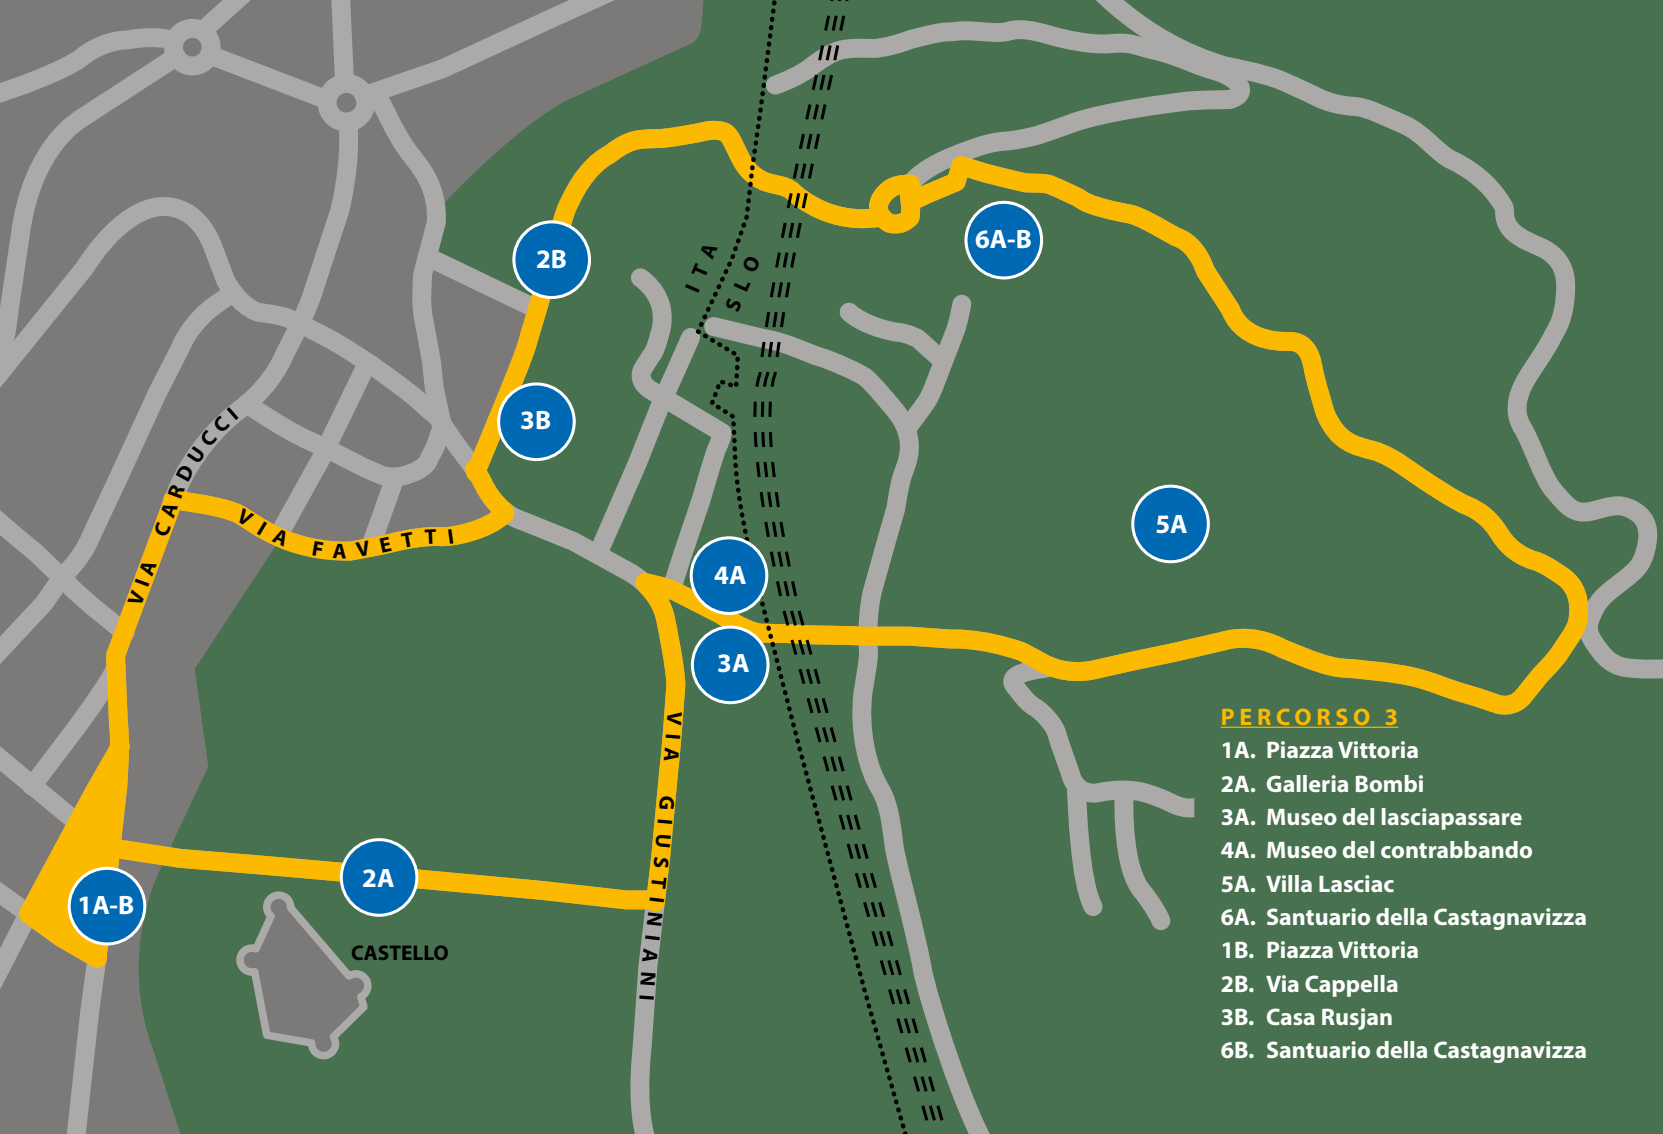 2B
6A-B
ITA
SLO
3B
VIA CARDUCCI
VIA FAVETTI
5A
4A
3A
VIA GIUSTINIANI
2A
1A-B
CASTELLO
PERCORSO 3
1A. Piazza Vittoria
2A. Galleria Bombi
3A. Museo del lasciapassare
4A. Museo del contrabbando
5A. Villa Lasciac
6A. Santuario della Castagnavizza
1B. Piazza Vittoria
2B. Via Cappella
3B. Casa Rusjan
6B. Santuario della Castagnavizza